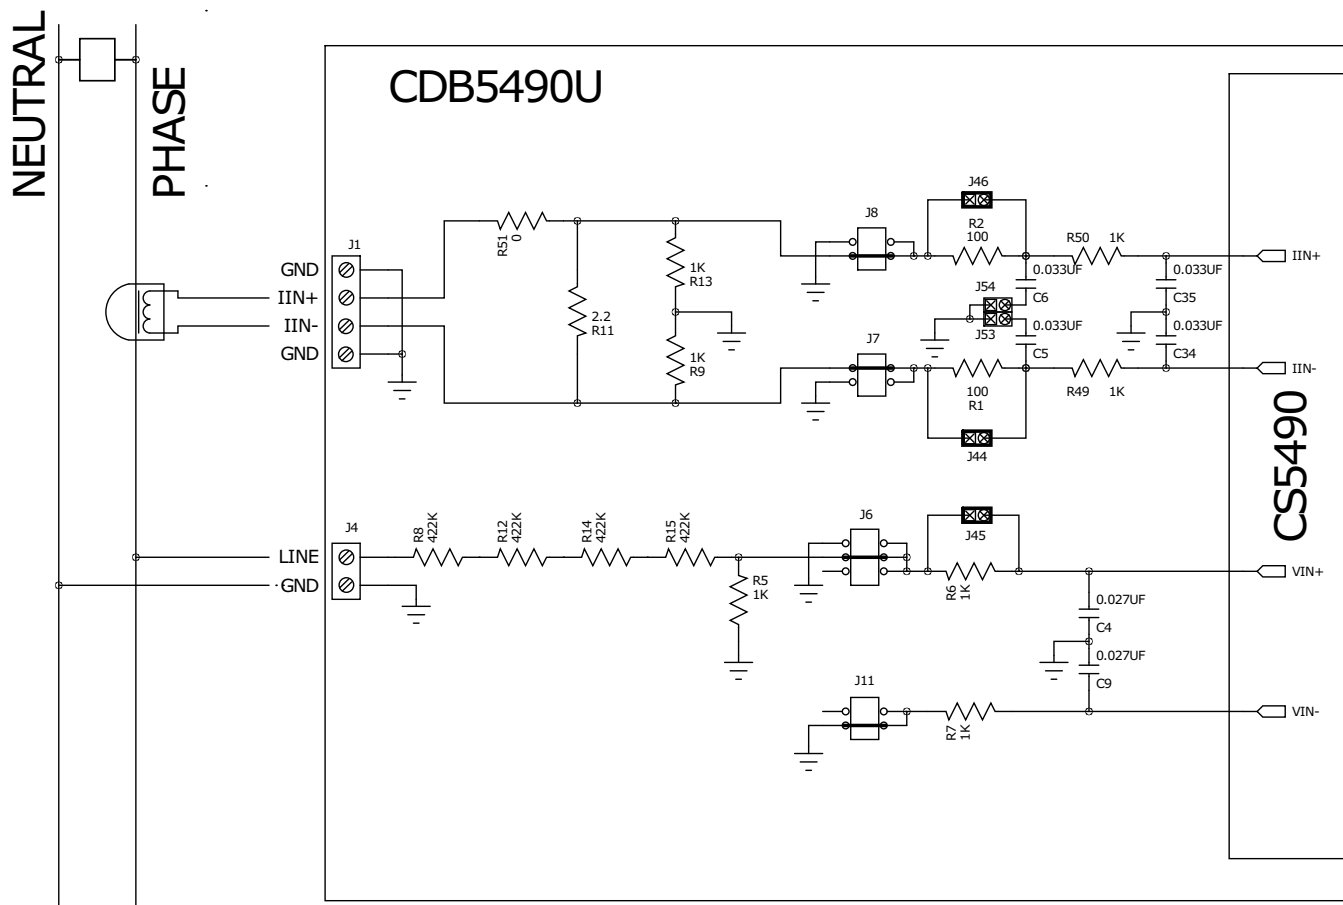 NEUTRAL
PHASE
CDB5490U
J1
GND
IIN+
IIN-
GND
R51
0
2.2
R11
1K
R13
1K
R9
J8
J7
J46
R2
100
R50 1K
0.033UF
C6
J54
J53
0.033UF
C5
0.033UF
C35
0.033UF
C34
100
R1
R49 1K
J44
IIN+
IIN-
CS5490
J4
LINE
GND
R8
422K
R12
422K
R14
422K
R15
422K
R5
1K
J6
J45
R6
1K
0.027UF
C4
0.027UF
C9
J11
R7
1K
VIN+
VIN-